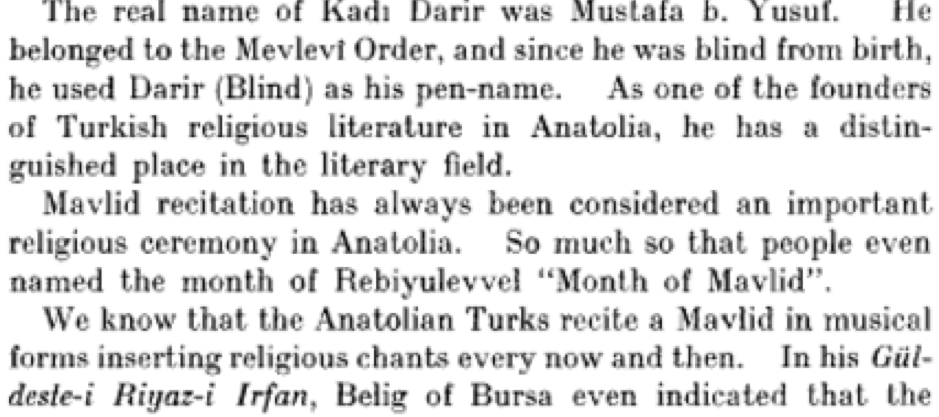 The real name of Kadı Darir was Mustafa b. Yusuf. He
belonged to the Mevlevî Order, and since he was blind from birth,
he used Darir (Blind) as his pen-name. As one of the founders
of Turkish religious literature in Anatolia, he has a distin-
guished place in the literary field.
Mavlid recitation has always been considered an important
religious ceremony in Anatolia. So much so that people even
named the month of Rebiyulevvel “Month of Mavlid”.
We know that the Anatolian Turks recite a Mavlid in musical
forms inserting religious chants every now and then. In his Gül-
deste-i Riyaz-i Irfan, Belig of Bursa even indicated that the